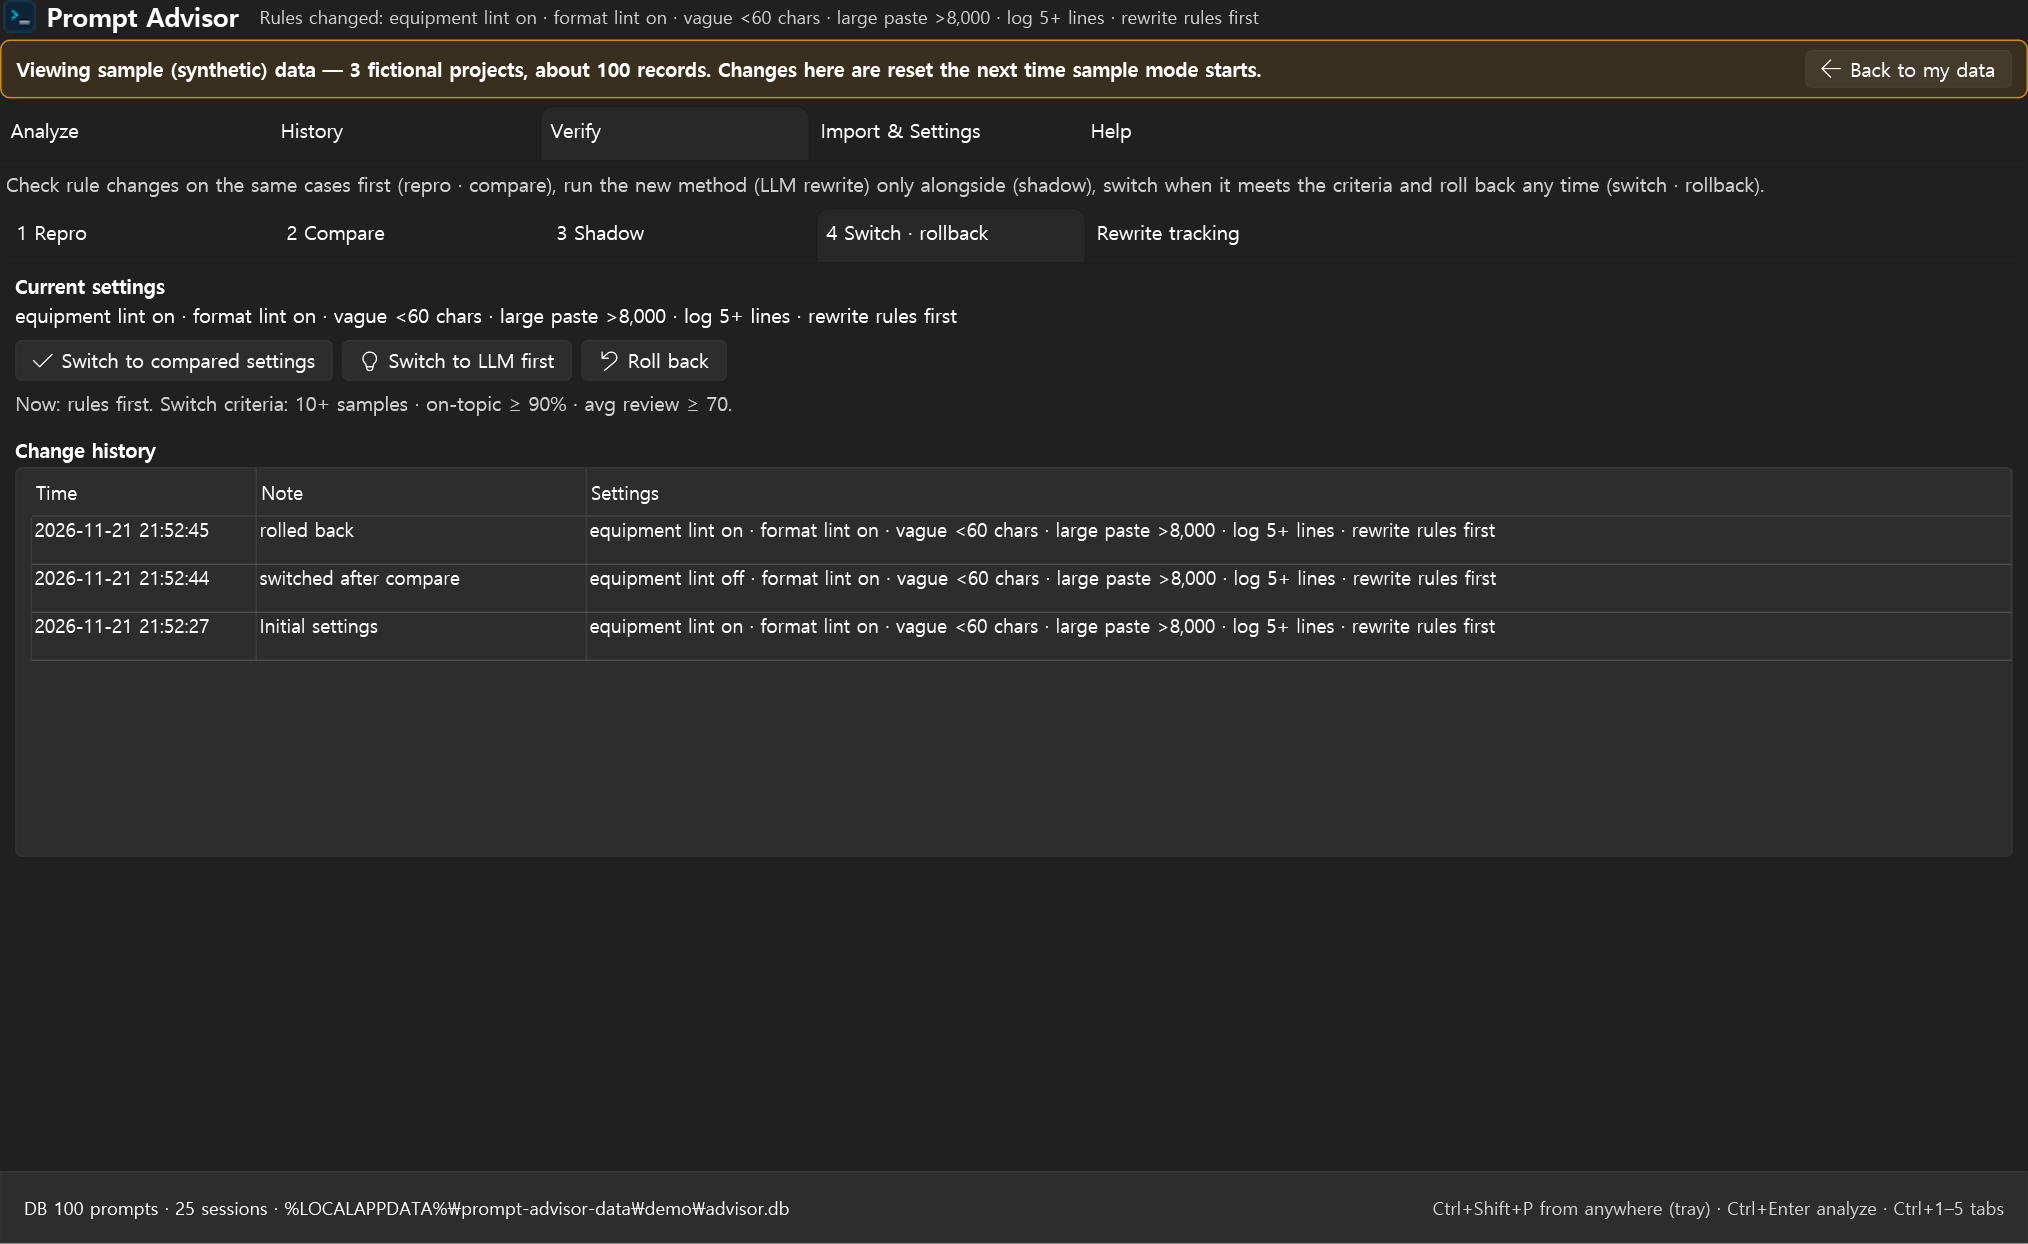 Prompt Advisor Rules changed: equipment lint on · format lint on · vague <60 chars · large paste >8,000 · log 5+ lines · rewrite rules first
Viewing sample (synthetic) data — 3 fictional projects, about 100 records. Changes here are reset the next time sample mode starts. Back to my data
Analyze History Verify Import & Settings Help
Check rule changes on the same cases first (repro · compare), run the new method (LLM rewrite) only alongside (shadow), switch when it meets the criteria and roll back any time (switch · rollback).
1 Repro 2 Compare 3 Shadow 4 Switch · rollback Rewrite tracking
Current settings
equipment lint on · format lint on · vague <60 chars · large paste >8,000 · log 5+ lines · rewrite rules first
Switch to compared settings Switch to LLM first Roll back
Now: rules first. Switch criteria: 10+ samples · on-topic ≥ 90% · avg review ≥ 70.
Change history
Time Note Settings
2026-11-21 21:52:45 rolled back equipment lint on · format lint on · vague <60 chars · large paste >8,000 · log 5+ lines · rewrite rules first
2026-11-21 21:52:44 switched after compare equipment lint off · format lint on · vague <60 chars · large paste >8,000 · log 5+ lines · rewrite rules first
2026-11-21 21:52:27 Initial settings equipment lint on · format lint on · vague <60 chars · large paste >8,000 · log 5+ lines · rewrite rules first
DB 100 prompts · 25 sessions · %LOCALAPPDATA%₩prompt-advisor-data₩demo₩advisor.db Ctrl+Shift+P from anywhere (tray) · Ctrl+Enter analyze · Ctrl+1–5 tabs